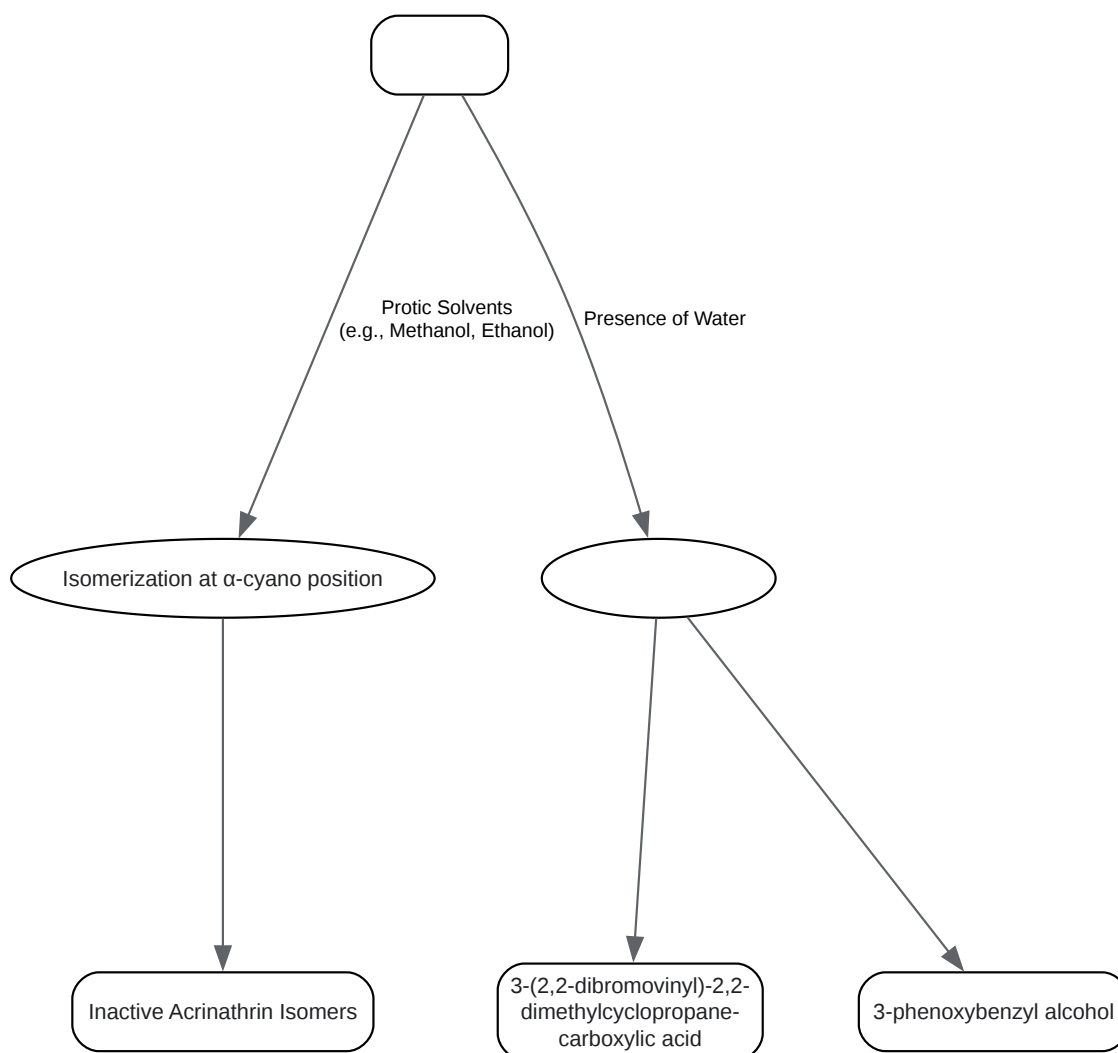 Protic Solvents
(e.g., Methanol, Ethanol)
Presence of Water
Isomerization at α-cyano position
Inactive Acrinathrin Isomers
3-(2,2-dibromovinyl)-2,2-
dimethylcyclopropane-
carboxylic acid
3-phenoxybenzyl alcohol